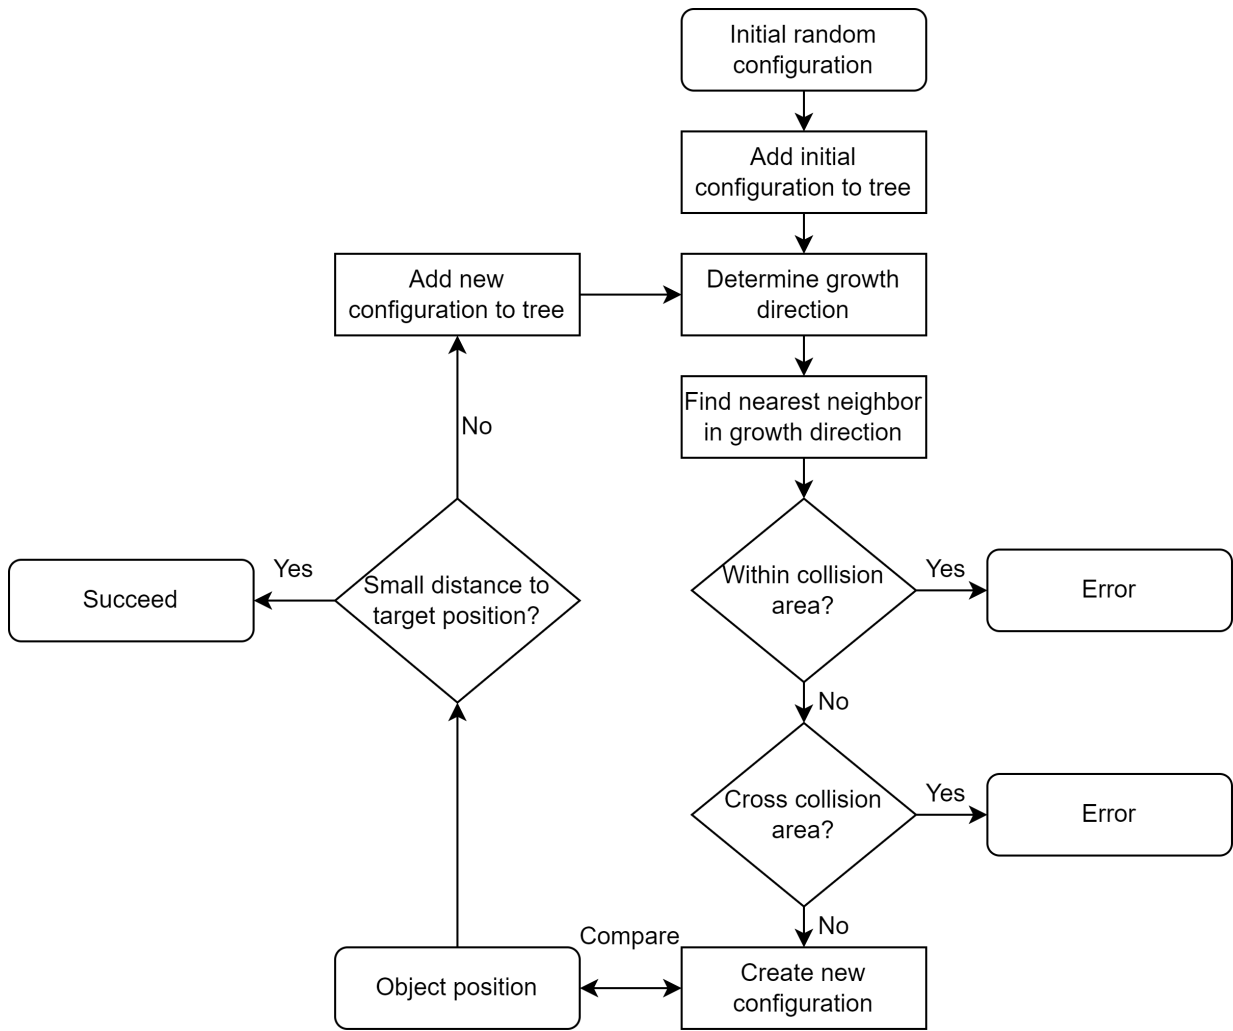 Initial random
configuration
Add initial
configuration to tree
Add new
configuration to tree
Determine growth
direction
Find nearest neighbor
in growth direction
No
Within collision
area?
Yes
Error
Small distance to
target position?
Yes
Succeed
No
Cross collision
area?
Yes
Error
No
Compare
Object position
Create new
configuration